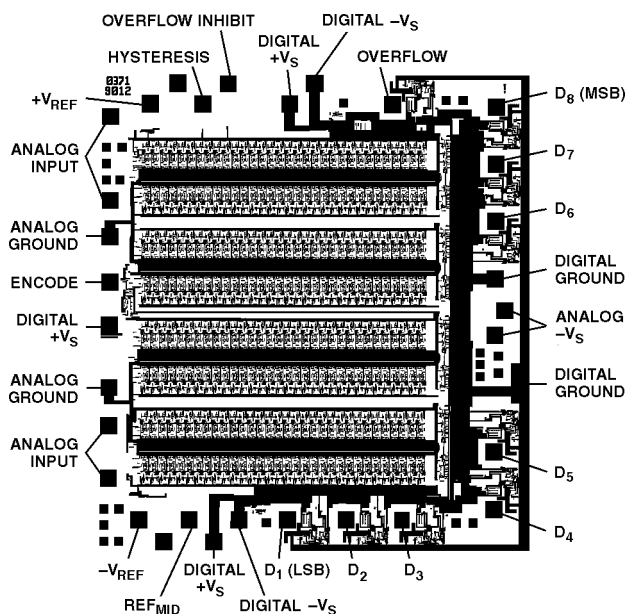 OVERFLOW INHIBIT
DIGITAL –VS
HYSTERESIS
DIGITAL
+VS
OVERFLOW
0371
9012
+VREF
D8 (MSB)
ANALOG
INPUT
D7
ANALOG
GROUND
D6
ENCODE
DIGITAL
GROUND
DIGITAL
+VS
ANALOG
–VS
ANALOG
GROUND
DIGITAL
GROUND
ANALOG
INPUT
D5
D4
–VREF
DIGITAL
+VS
D1 (LSB)
D2
D3
REFMID
DIGITAL –VS